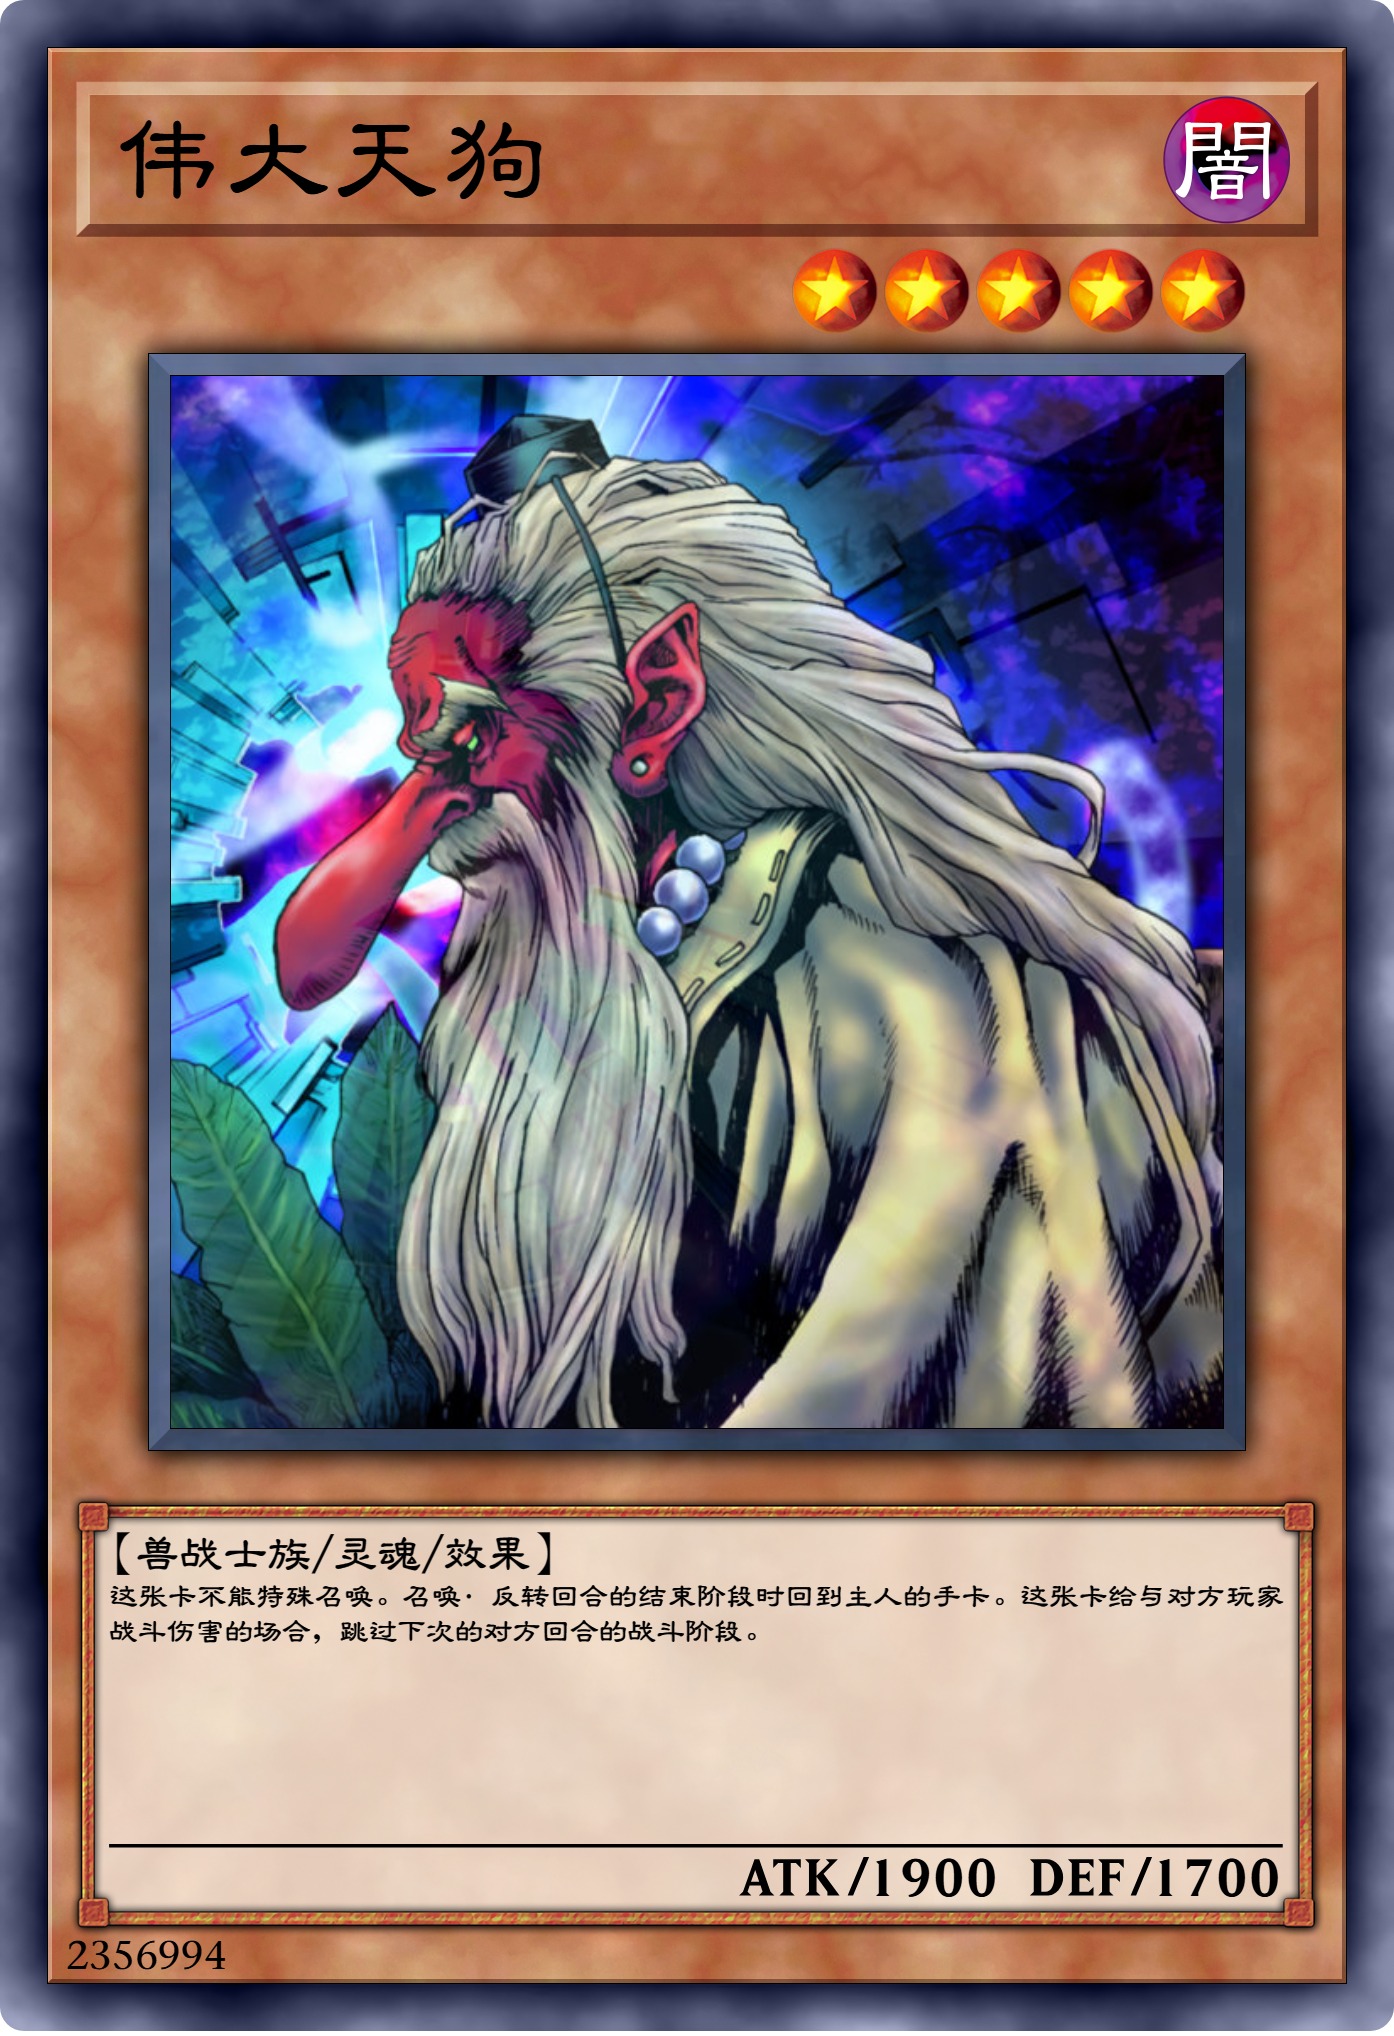 伟大天狗
闇
【兽战士族/灵魂/效果】
这张卡不能特殊召唤。召唤·反转回合的结束阶段时回到主人的手卡。这张卡给与对方玩家
战斗伤害的场合，跳过下次的对方回合的战斗阶段。
ATK/1900 DEF/1700
2356994